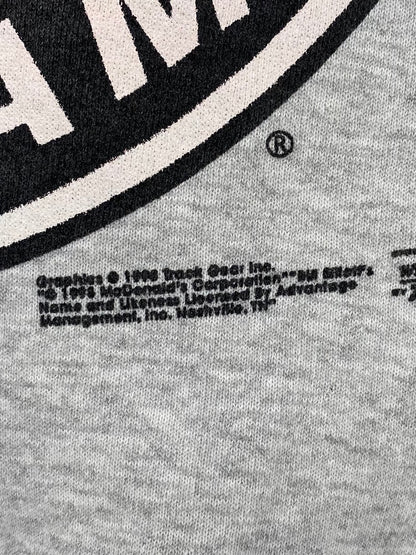 AM
®
Graphics © Track Gear Inc.
"© McDonald's Corporation" "Bill Elliott's
Name and Likeness Licensed By Advantage
Management, Inc. Nashville, TN"